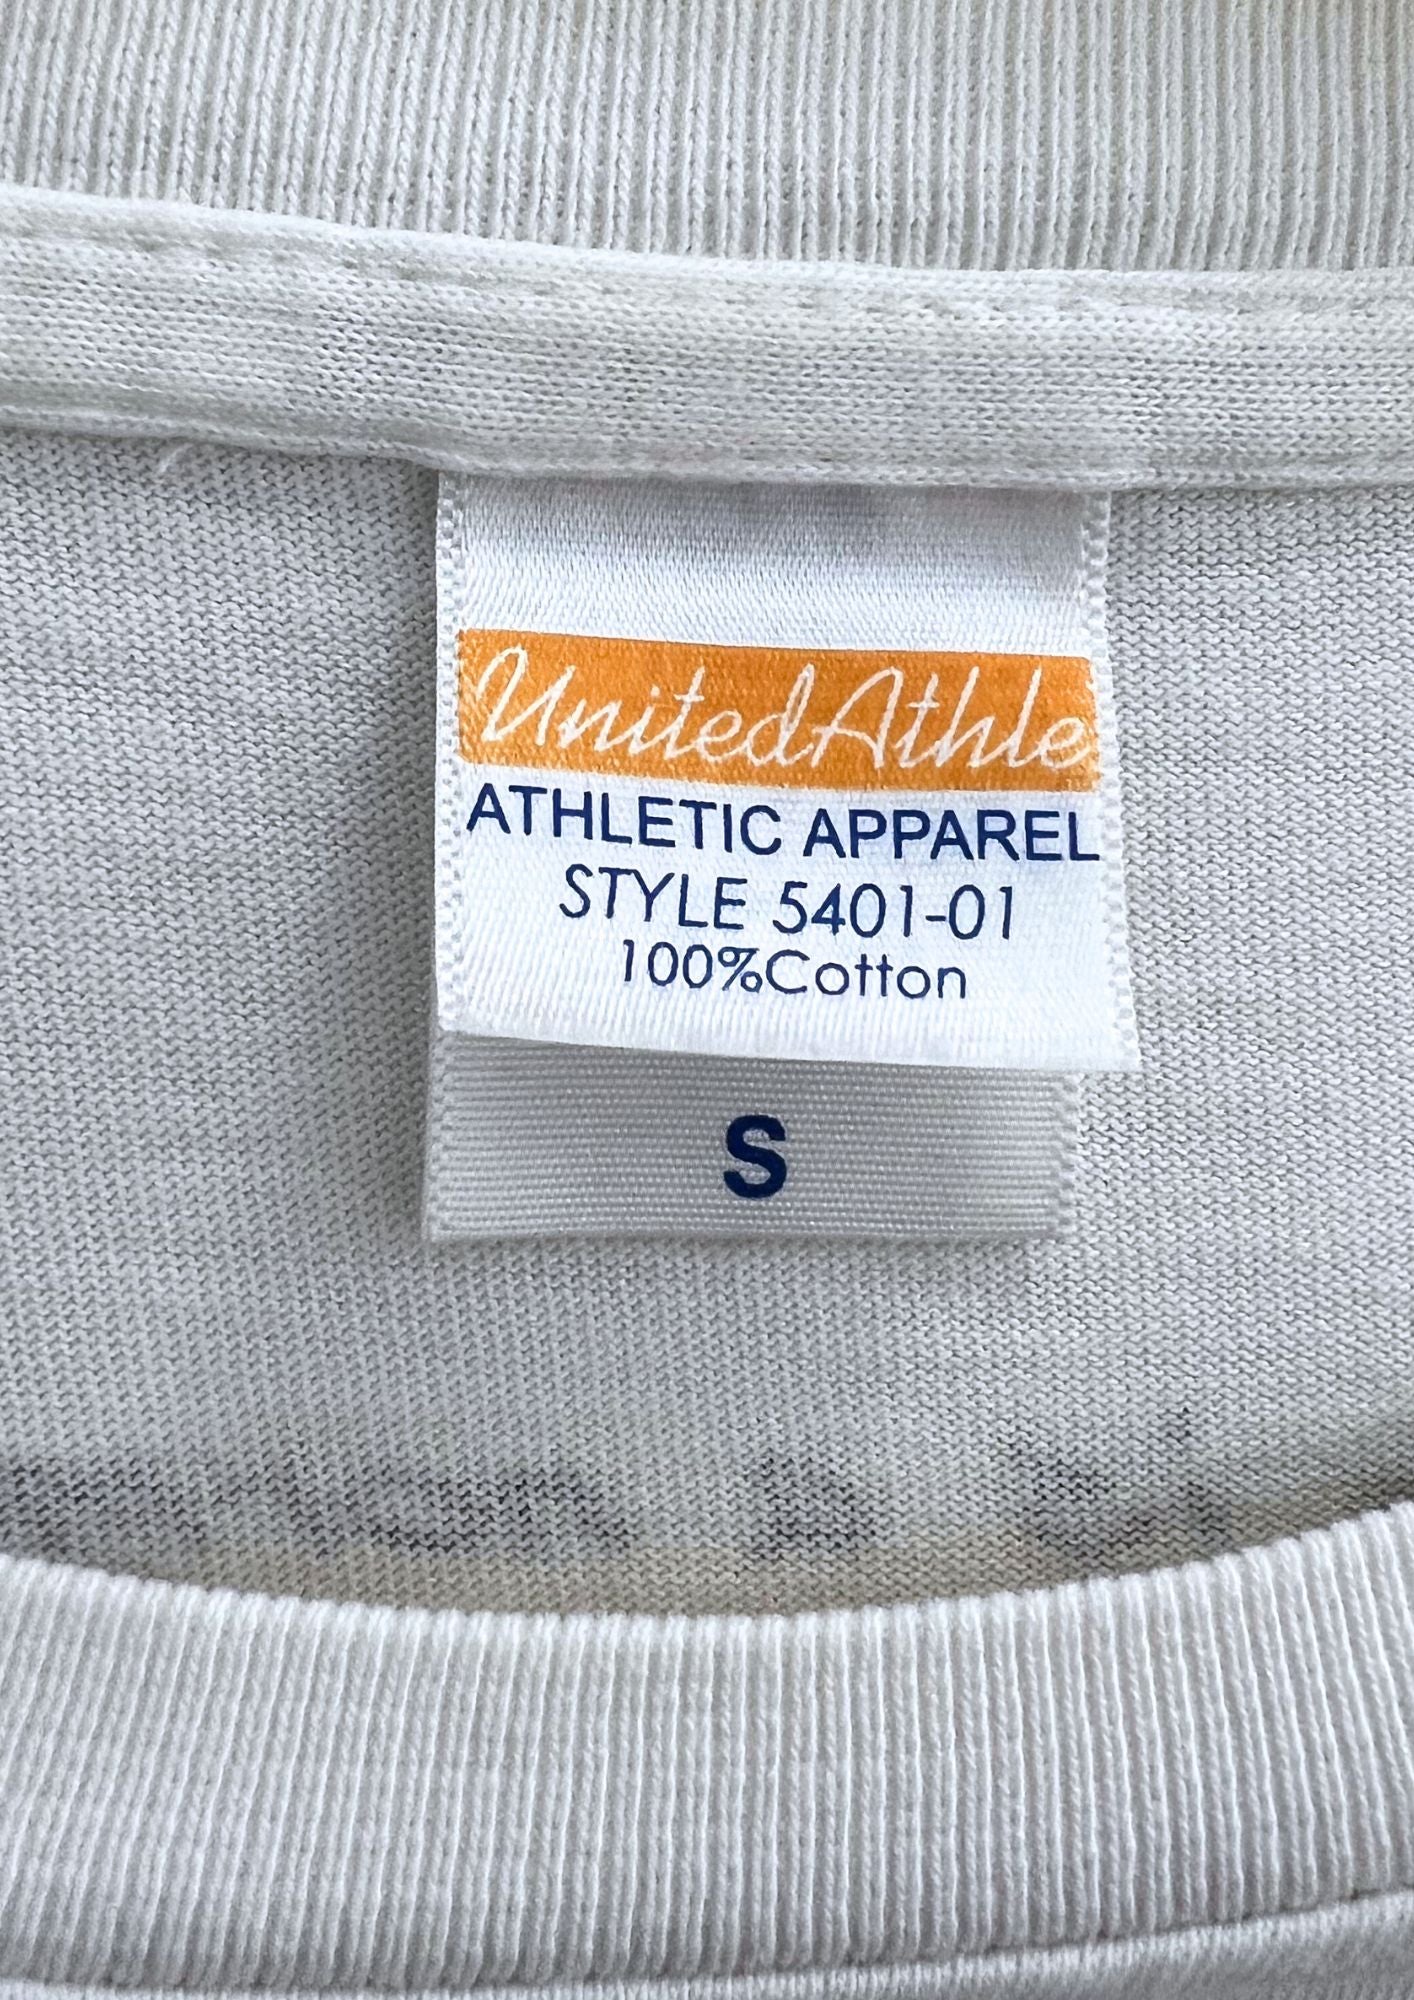 UnitedAthle
ATHLETIC APPAREL
STYLE 5401-01
100%Cotton
S